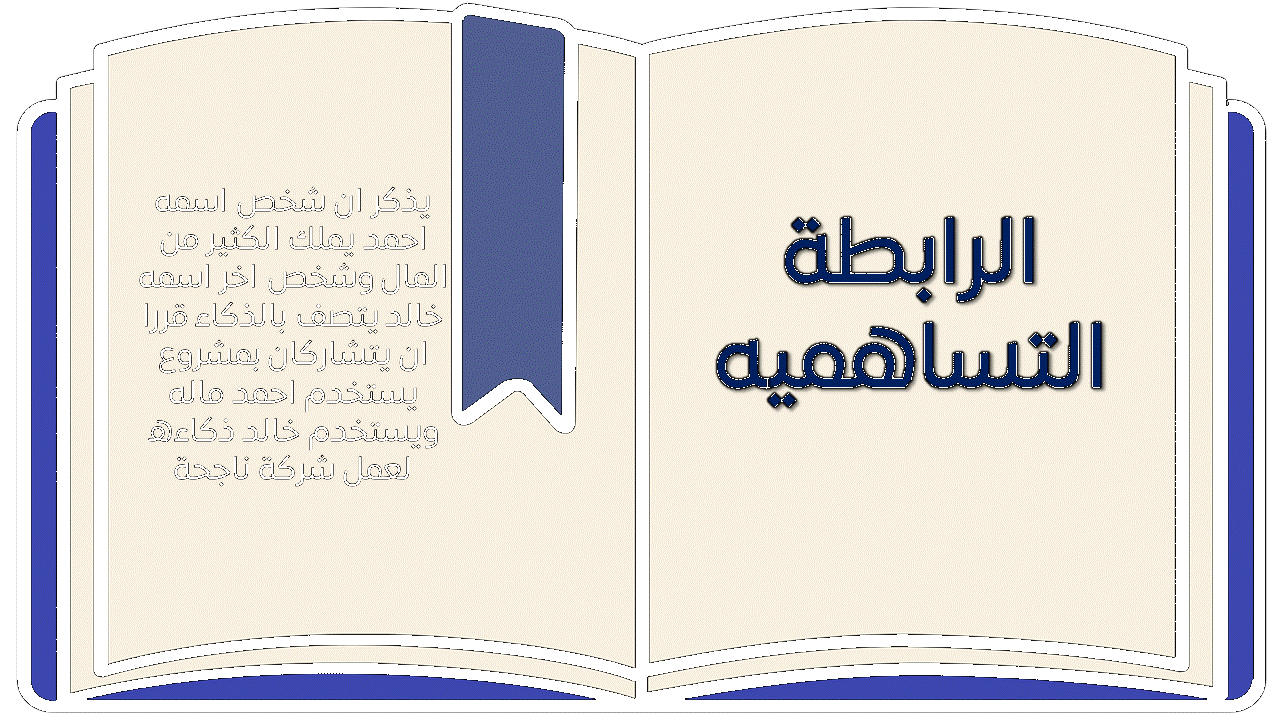 الرابطة
التساهميه
يذكر ان شخص اسمه
احمد يملك الكثير من
المال وشخص اخر اسمه
خالد يتصف بالذكاء قررا
ان يتشاركان بمشروع
يستخدم احمد ماله
ويستخدم خالد ذكاءه
لعمل شركة ناجحة